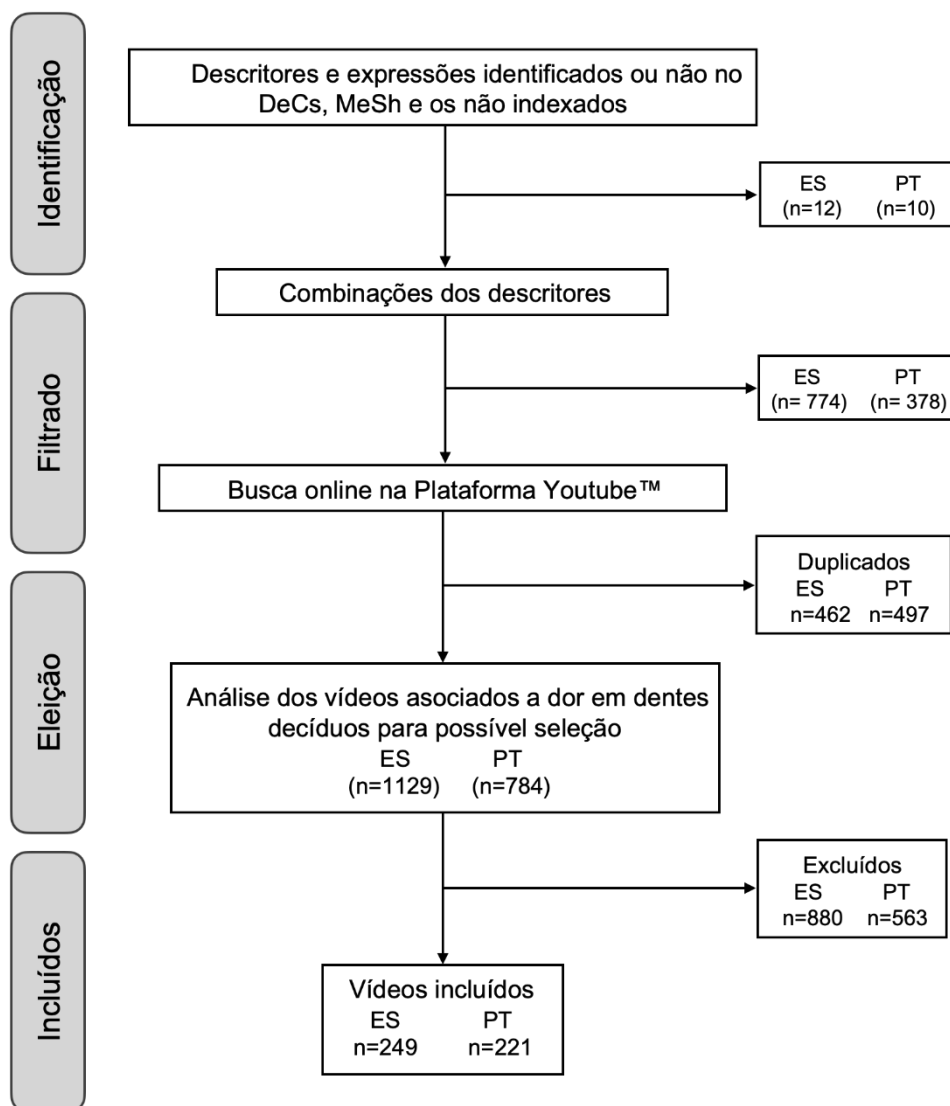 Identificação
Descritores e expressões identificados ou não no
DeCs, MeSh e os não indexados
ES PT
(n=12) (n=10)
Combinações dos descritores
Filtrado
ES PT
(n= 774) (n= 378)
Busca online na Plataforma Youtube™
Eleição
Duplicados
ES PT
n=462 n=497
Análise dos vídeos asociados a dor em dentes
decíduos para possível seleção
ES PT
(n=1129) (n=784)
Incluídos
Excluídos
ES PT
n=880 n=563
Vídeos incluídos
ES PT
n=249 n=221